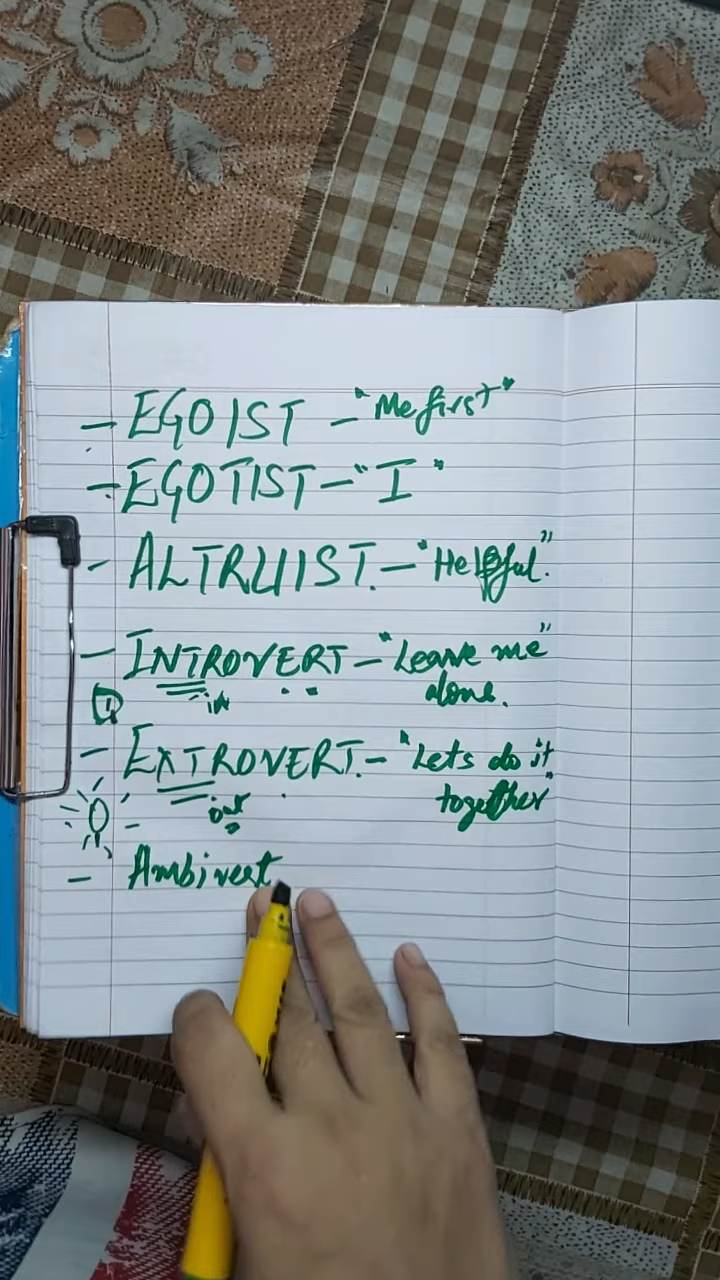 - EGOIST - "Me first"
- EGOTIST - "I"
- ALTRUIST. - "Helpful."
- INTROVERT - "Leave me"
in alone.
- EXTROVERT. - "Lets do it
out together"
- Ambivert